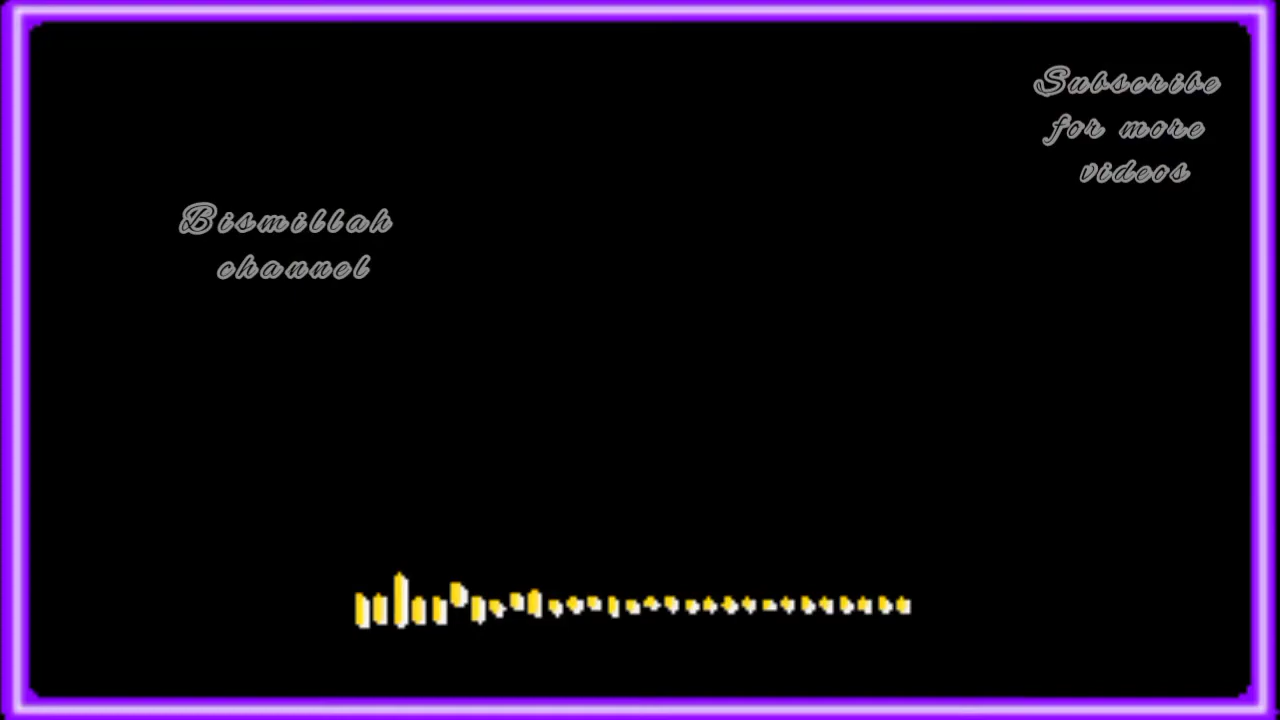 Subscribe
for more
videos
Bismillah
channel